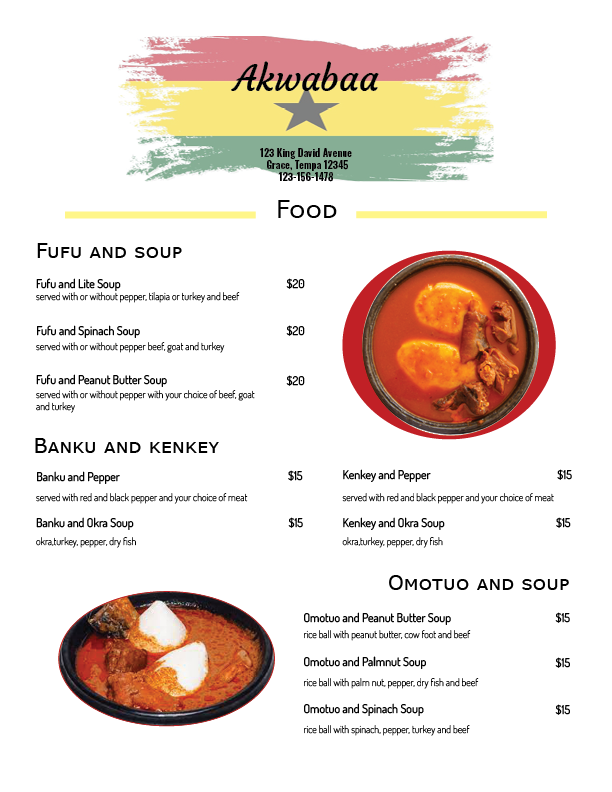 Akwabaa
123 King David Avenue
Grace, Tempa 12345
123-156-1478
Food
Fufu and soup
Fufu and Lite Soup $20
served with or without pepper, tilapia or turkey and beef
Fufu and Spinach Soup $20
served with or without pepper beef, goat and turkey
Fufu and Peanut Butter Soup $20
served with or without pepper with your choice of beef, goat
and turkey
Banku and kenkey
Banku and Pepper $15
served with red and black pepper and your choice of meat
Banku and Okra Soup $15
okra,turkey, pepper, dry fish
Kenkey and Pepper $15
served with red and black pepper and your choice of meat
Kenkey and Okra Soup $15
okra,turkey, pepper, dry fish
Omotuo and soup
Omotuo and Peanut Butter Soup $15
rice ball with peanut butter, cow foot and beef
Omotuo and Palmnut Soup $15
rice ball with palm nut, pepper, dry fish and beef
Omotuo and Spinach Soup $15
rice ball with spinach, pepper, turkey and beef